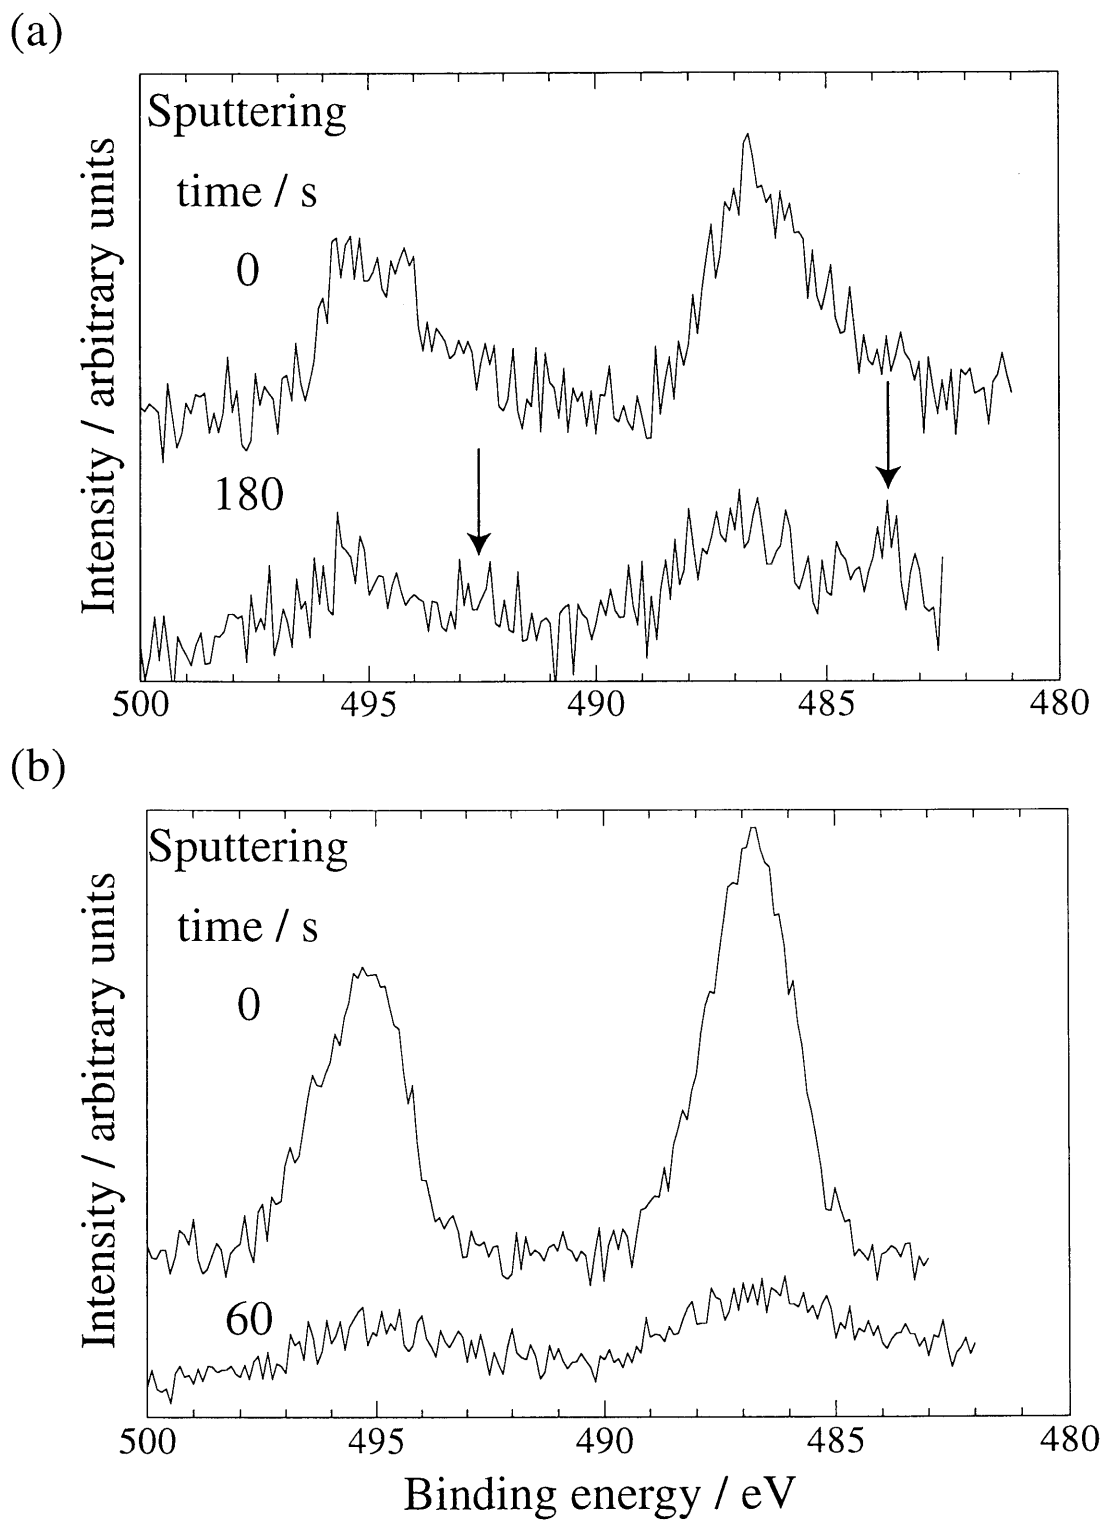 (a)
Intensity / arbitrary units
Sputtering
time / s
0
180
500 495 490 485 480
(b)
Intensity / arbitrary units
Sputtering
time / s
0
60
500 495 490 485 480
Binding energy / eV